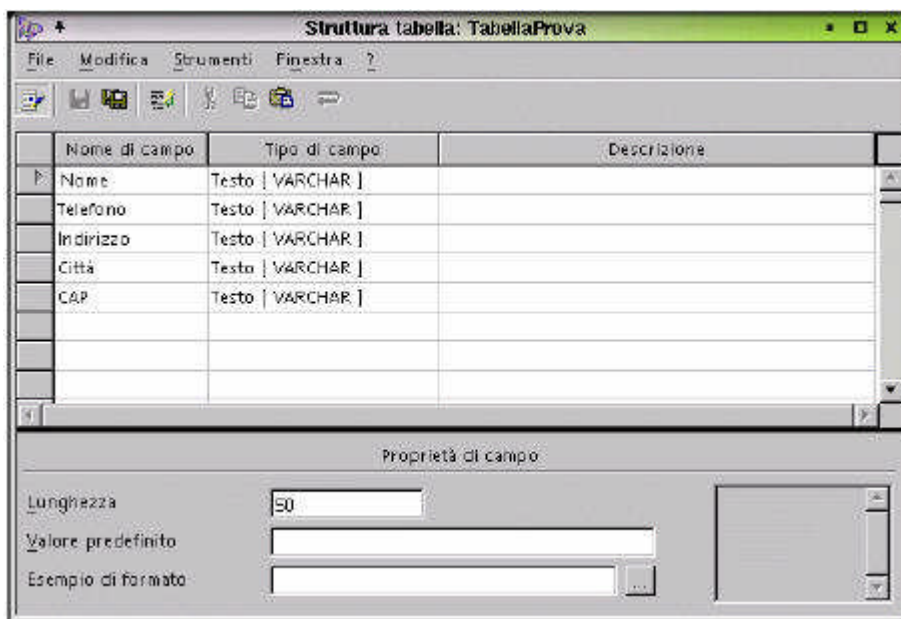 Struttura tabella: TabellaProva
File Modifica Strumenti Finestra ?
Nome di campo Tipo di campo Descrizione
Nome Testo [ VARCHAR ]
Telefono Testo [ VARCHAR ]
Indirizzo Testo [ VARCHAR ]
Città Testo [ VARCHAR ]
CAP Testo [ VARCHAR ]
Proprietà di campo
Lunghezza 50
Valore predefinito
Esempio di formato ...